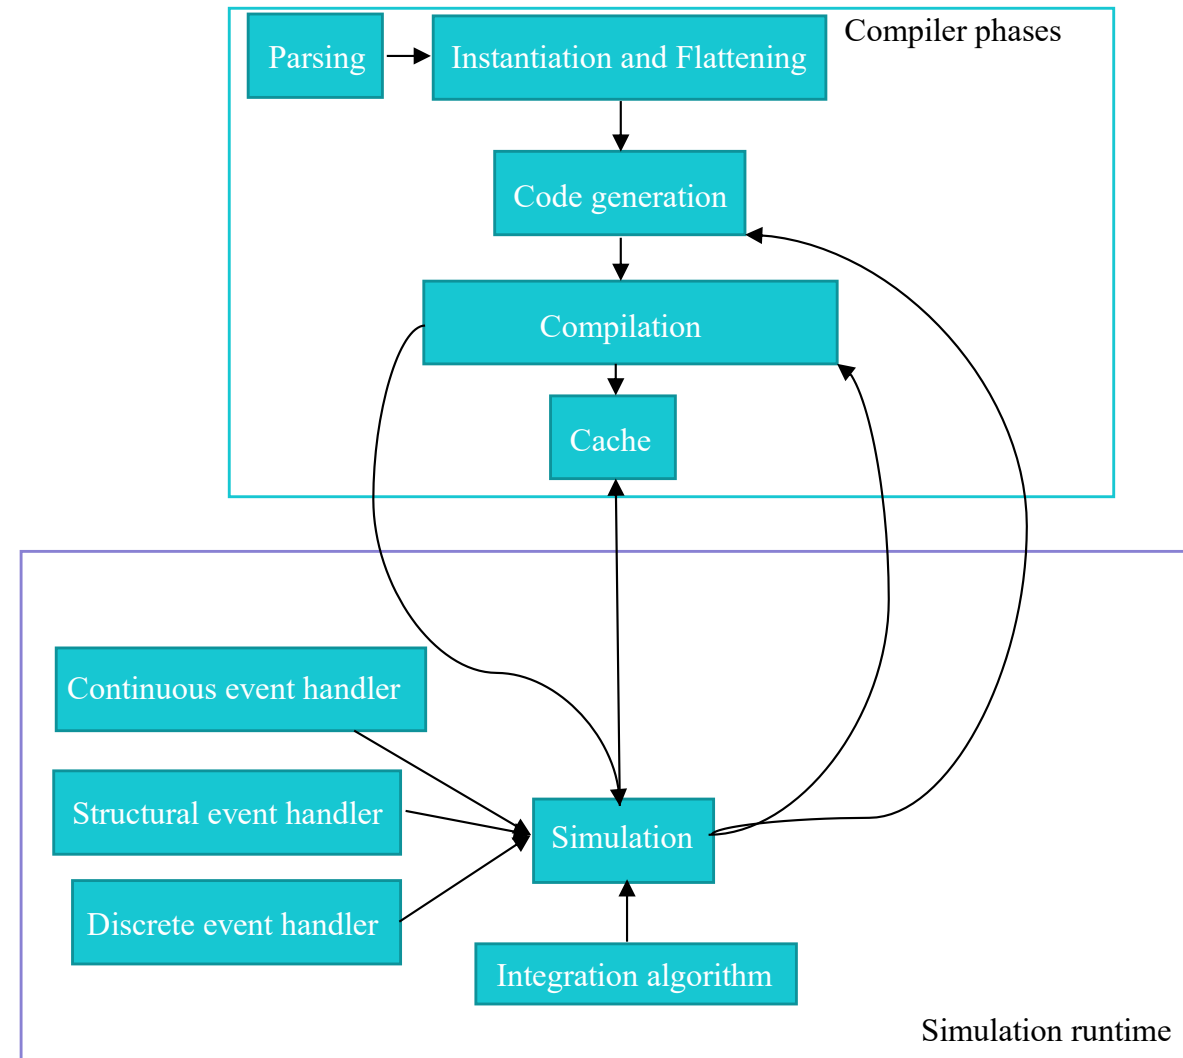 Compiler phases
Parsing
Instantiation and Flattening
Code generation
Compilation
Cache
Continuous event handler
Structural event handler
Simulation
Discrete event handler
Integration algorithm
Simulation runtime